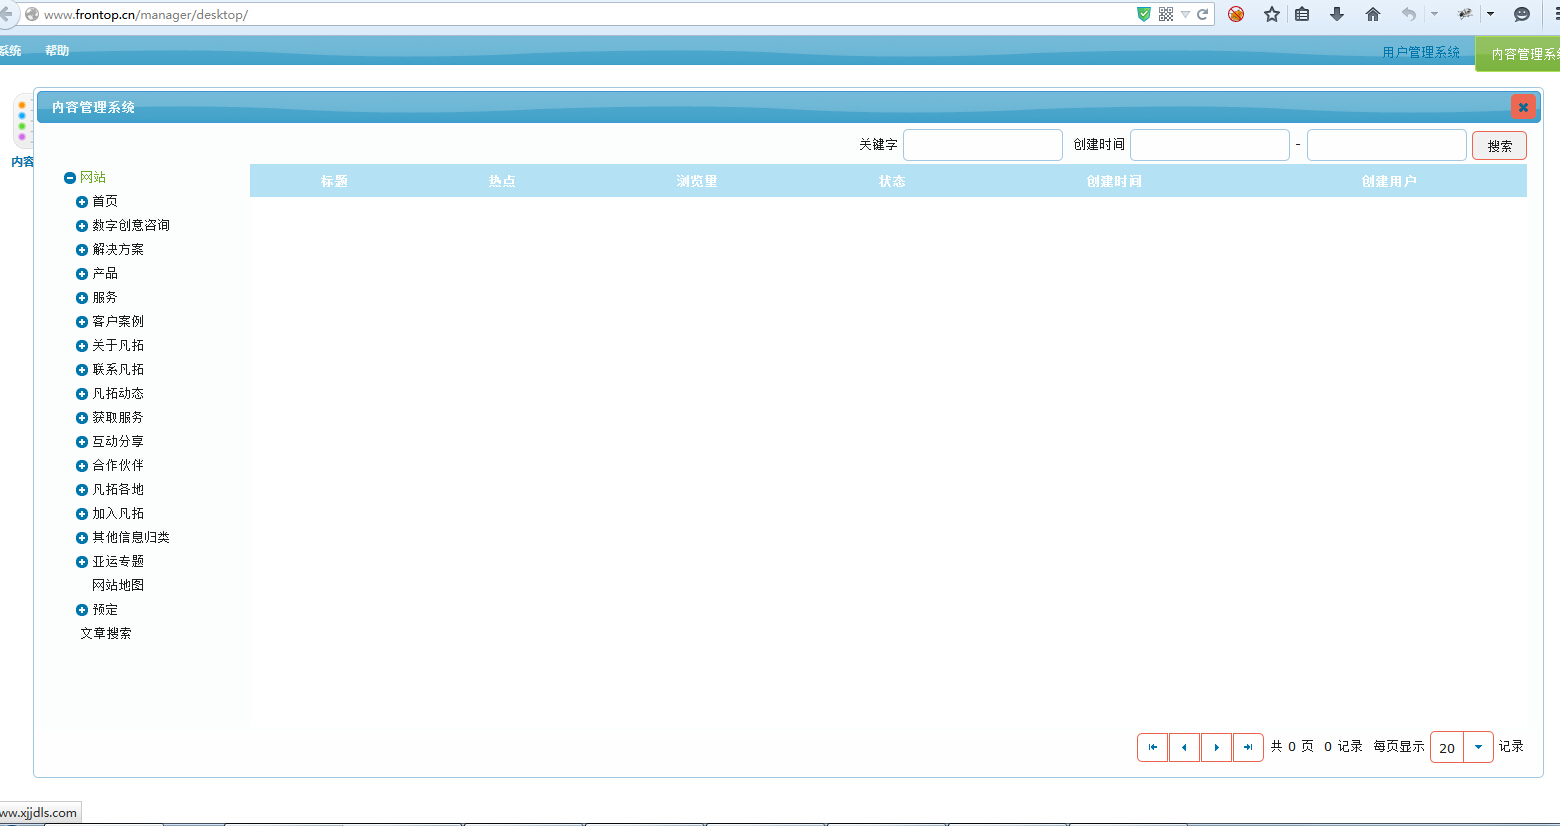 www.frontop.cn/manager/desktop/
系统 帮助 用户管理系统 内容管理系
内容管理系统
内容
关键字 创建时间 - 搜索
标题 热点 浏览量 状态 创建时间 创建用户
网站
首页
数字创意咨询
解决方案
产品
服务
客户案例
关于凡拓
联系凡拓
凡拓动态
获取服务
互动分享
合作伙伴
凡拓各地
加入凡拓
其他信息归类
亚运专题
网站地图
预定
文章搜索
共 0 页 0 记录 每页显示 20 记录
ww.xjjdls.com